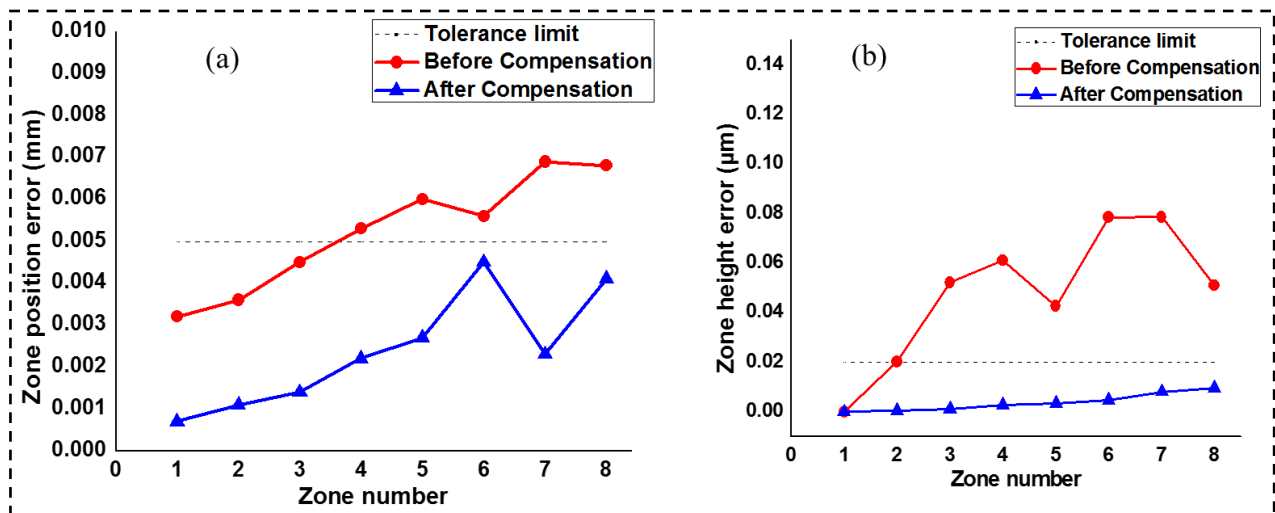 (a)
Tolerance limit
Before Compensation
After Compensation
Zone position error (mm)
0.010
0.009
0.008
0.007
0.006
0.005
0.004
0.003
0.002
0.001
0.000
0 1 2 3 4 5 6 7 8
Zone number
(b)
Tolerance limit
Before Compensation
After Compensation
Zone height error (µm)
0.14
0.12
0.10
0.08
0.06
0.04
0.02
0.00
0 1 2 3 4 5 6 7 8
Zone number